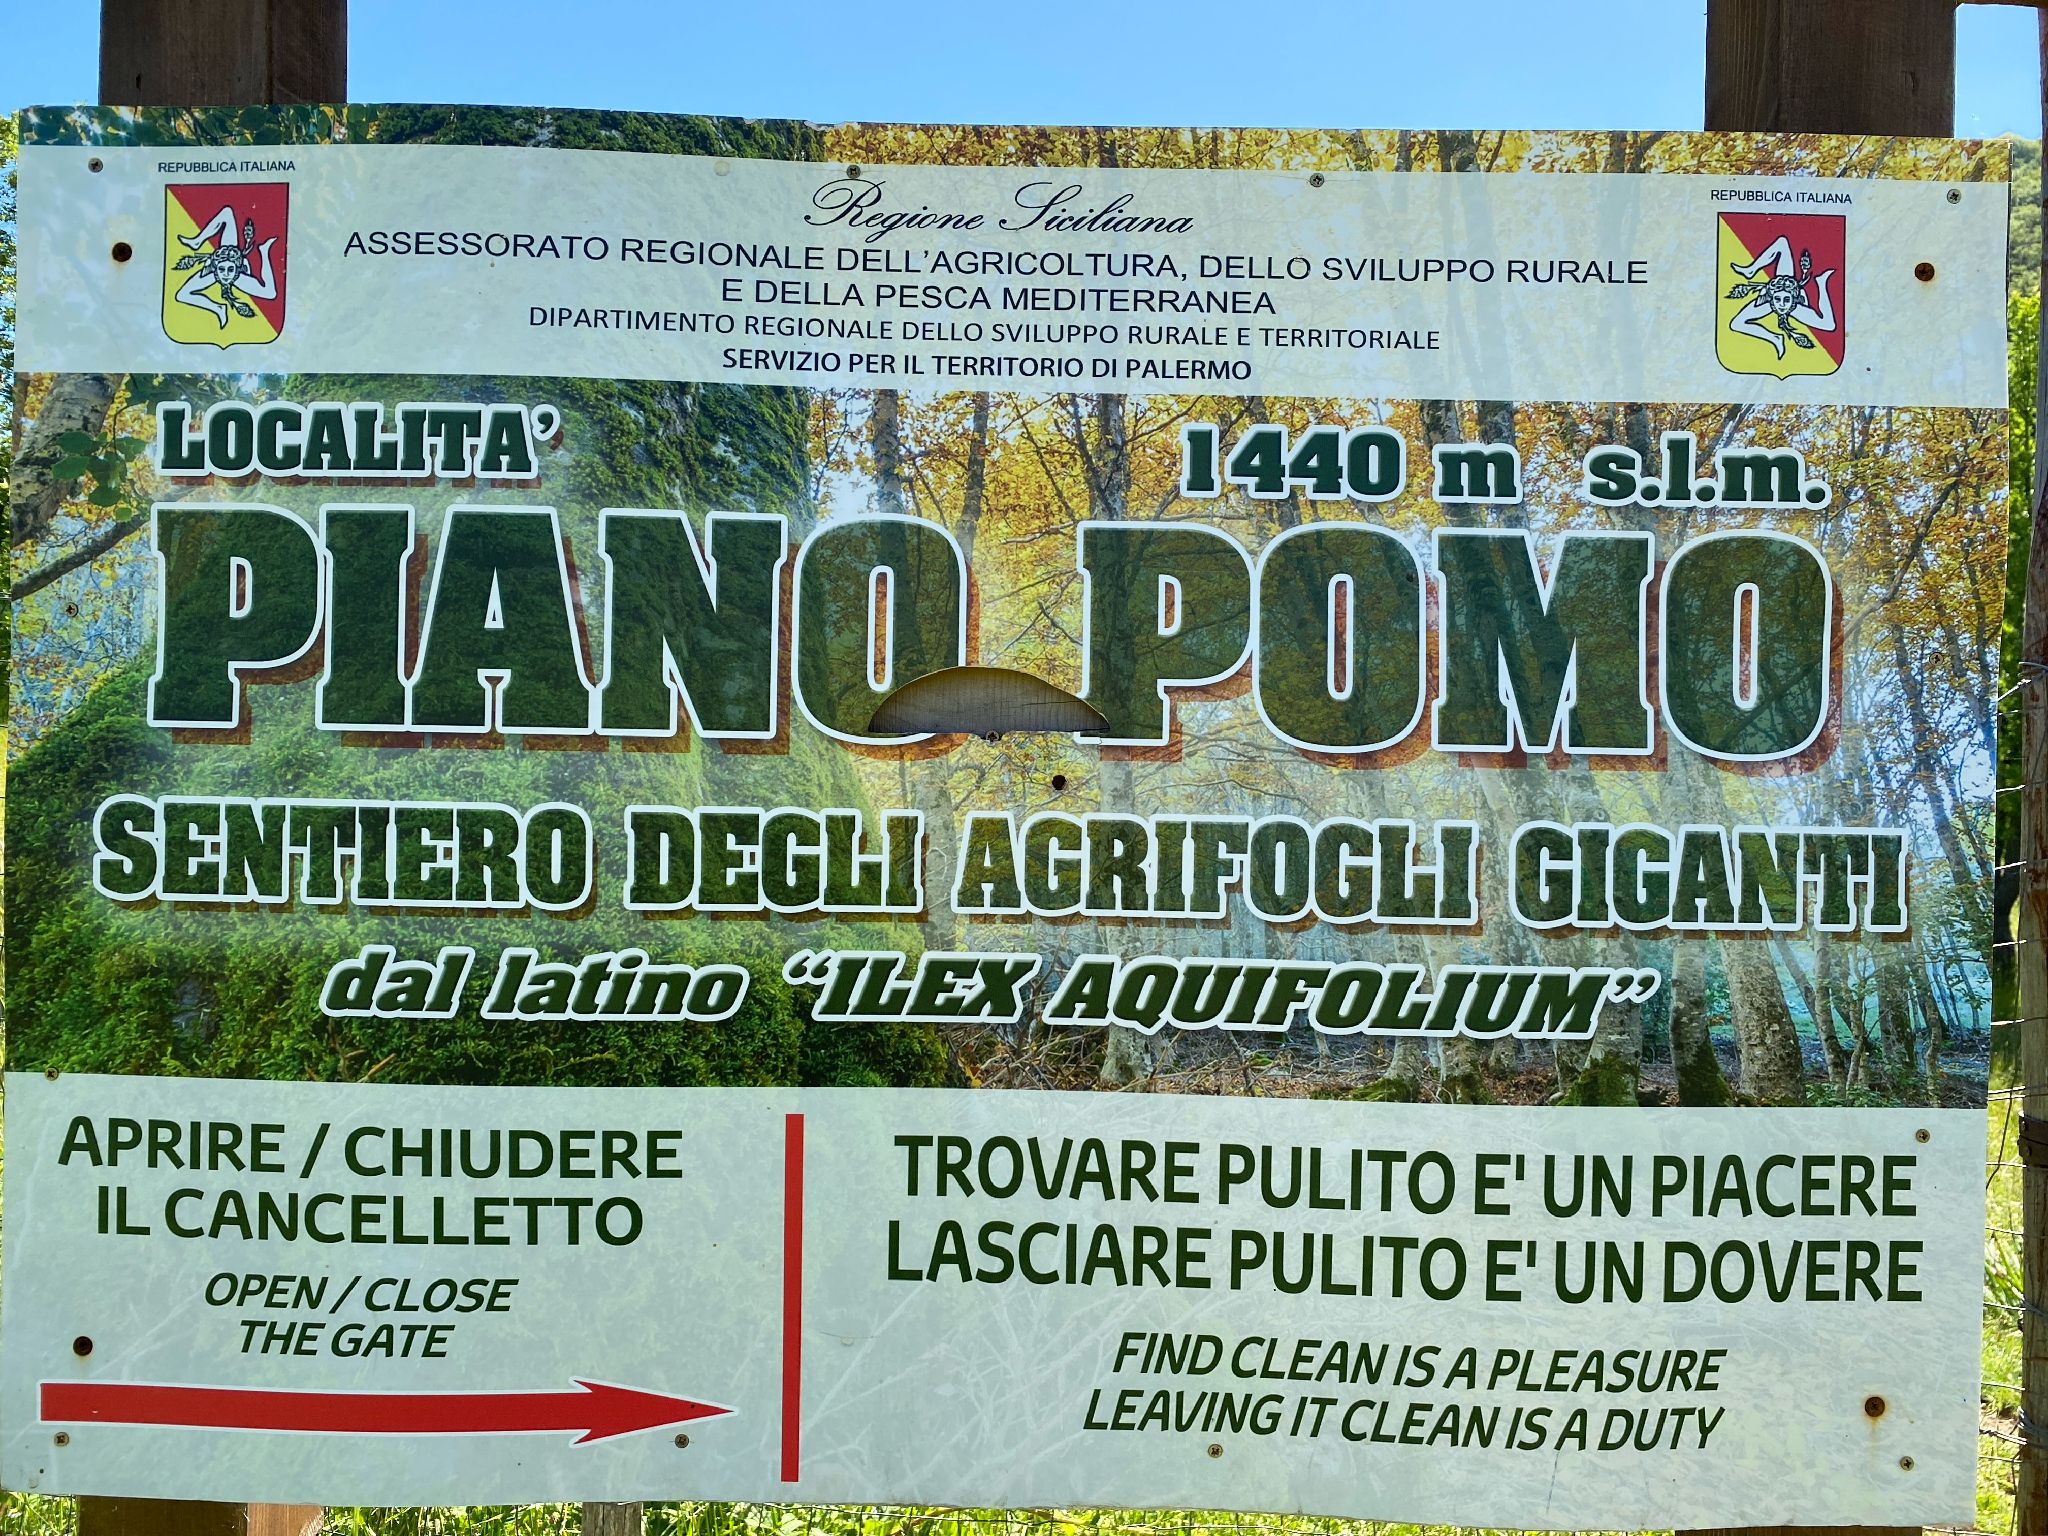 REPUBBLICA ITALIANA
Regione Siciliana
ASSESSORATO REGIONALE DELL'AGRICOLTURA, DELLO SVILUPPO RURALE
E DELLA PESCA MEDITERRANEA
DIPARTIMENTO REGIONALE DELLO SVILUPPO RURALE E TERRITORIALE
SERVIZIO PER IL TERRITORIO DI PALERMO
REPUBBLICA ITALIANA
LOCALITA'
1440 m s.l.m.
PIANO POMO
SENTIERO DEGLI AGRIFOGLI GIGANTI
dal latino “ILEX AQUIFOLIUM”
APRIRE / CHIUDERE
IL CANCELLETTO
OPEN / CLOSE
THE GATE
TROVARE PULITO E' UN PIACERE
LASCIARE PULITO E' UN DOVERE
FIND CLEAN IS A PLEASURE
LEAVING IT CLEAN IS A DUTY